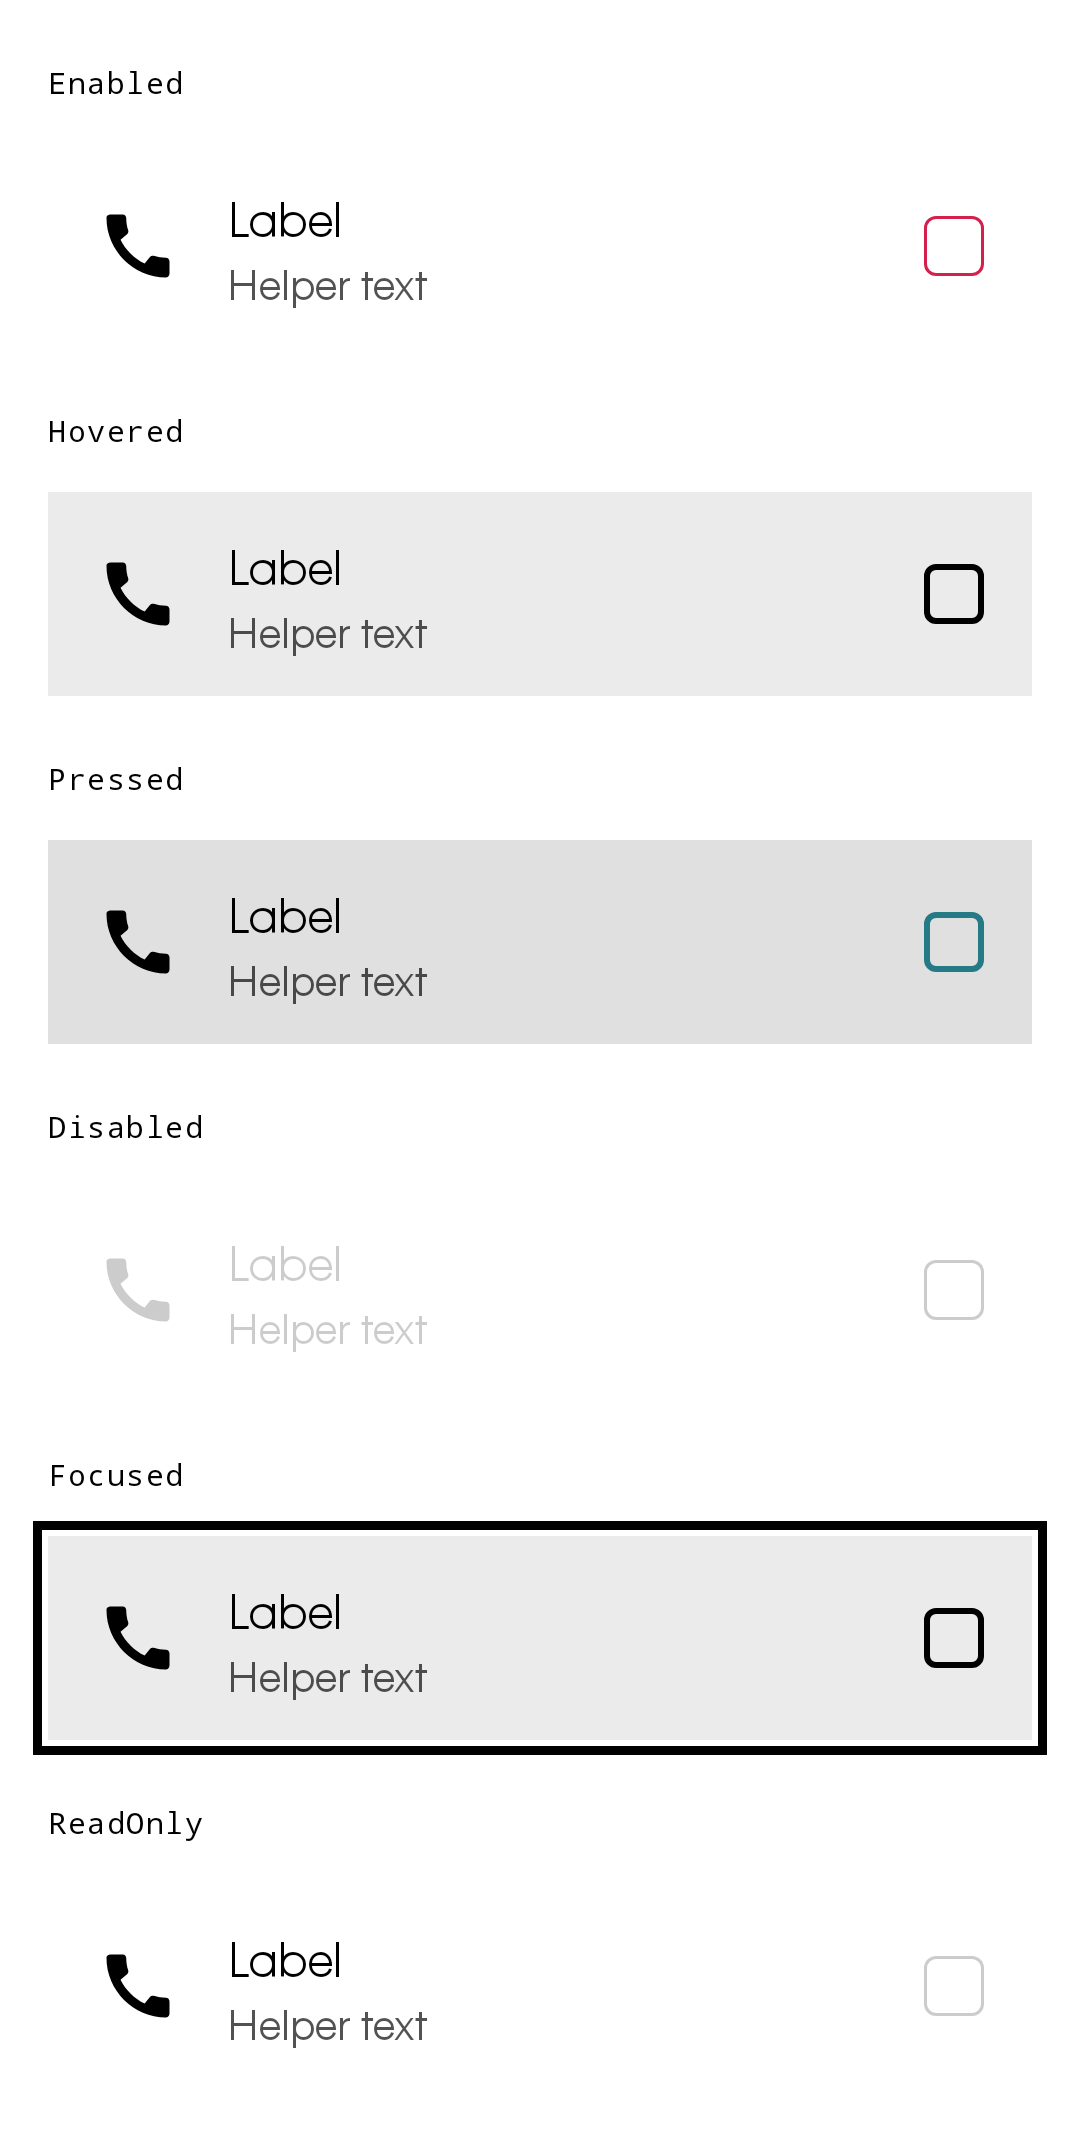 Enabled
Label
Helper text
Hovered
Label
Helper text
Pressed
Label
Helper text
Disabled
Label
Helper text
Focused
Label
Helper text
ReadOnly
Label
Helper text